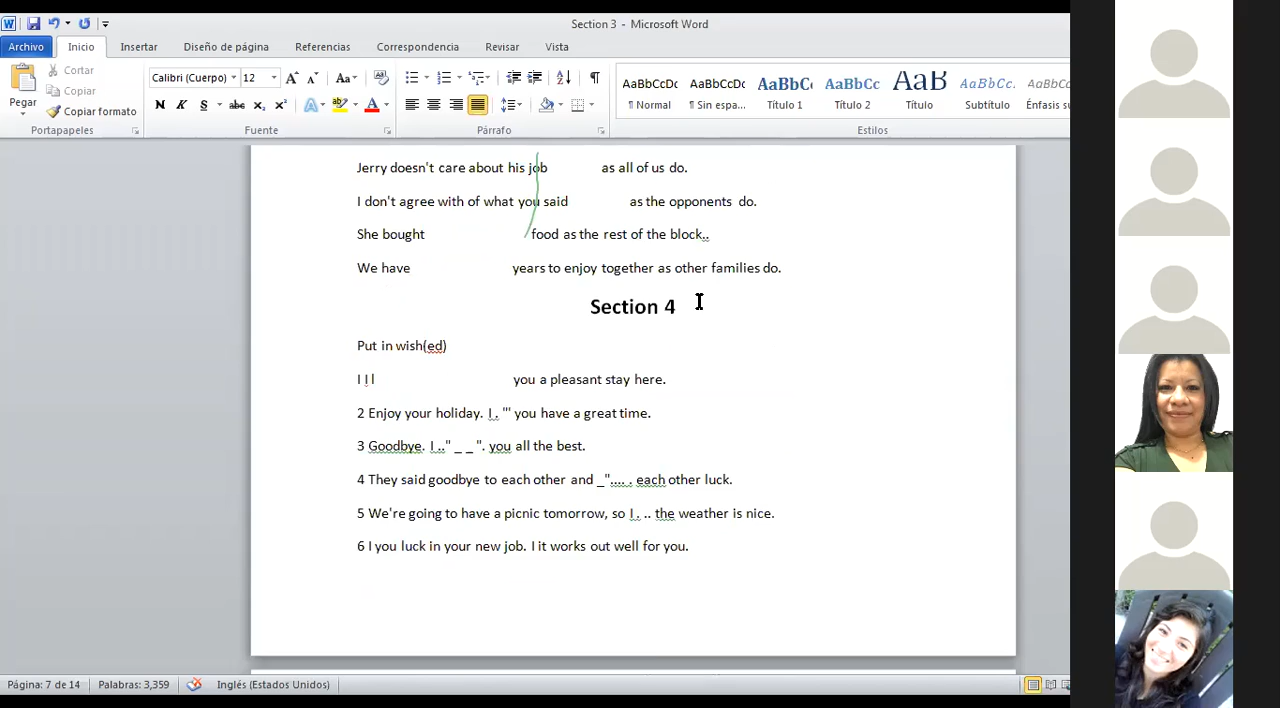 Section 3 - Microsoft Word
Archivo Inicio Insertar Diseño de página Referencias Correspondencia Revisar Vista
Pegar
Cortar
Copiar
Copiar formato
Portapapeles
Calibri (Cuerpo) 12
Fuente
Párrafo
AaBbCcDc AaBbCcDc AaBbC AaBbCc AaB AaBbCc. AaBbCcDc
¶ Normal ¶ Sin espa... Título 1 Título 2 Título Subtítulo Énfasis su
Estilos
Jerry doesn't care about his job as all of us do.
I don't agree with of what you said as the opponents do.
She bought food as the rest of the block..
We have years to enjoy together as other families do.
Section 4
Put in wish(ed)
I I l you a pleasant stay here.
2 Enjoy your holiday. I . "' you have a great time.
3 Goodbye. I .." _ _ ". you all the best.
4 They said goodbye to each other and _".... . each other luck.
5 We're going to have a picnic tomorrow, so I . .. the weather is nice.
6 I you luck in your new job. I it works out well for you.
Página: 7 de 14 Palabras: 3,359 Inglés (Estados Unidos)